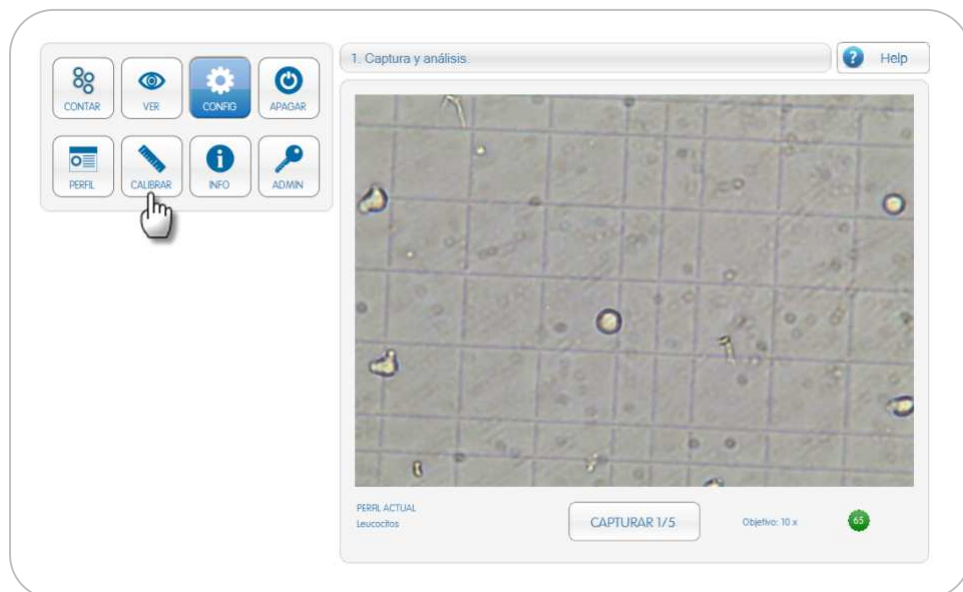 CONTAR
VER
CONFIG
APAGAR
PERFIL
CALIBRAR
INFO
ADMIN
1. Captura y análisis.
Help
PERFIL ACTUAL
Leucocitos
CAPTURAR 1/5
Objetivo: 10 x
65